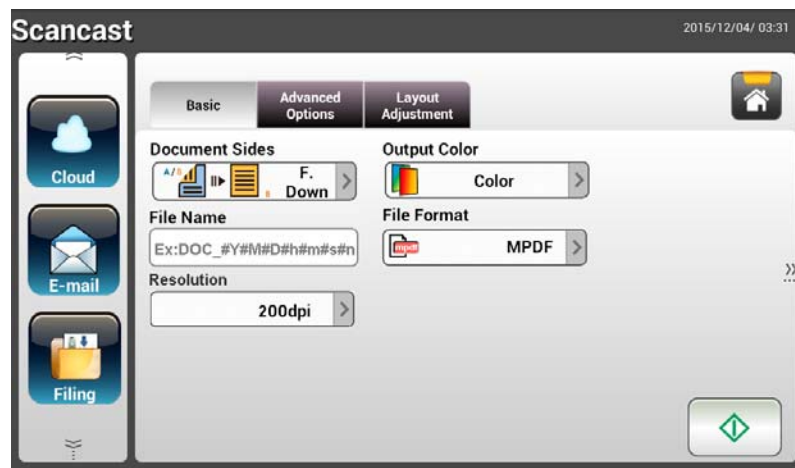 Scancast
2015/12/04/ 03:31
Cloud
E-mail
Filing
Basic
Advanced
Options
Layout
Adjustment
Document Sides
F.
Down
Output Color
Color
File Name
Ex:DOC_#Y#M#D#h#m#s#n
File Format
mpdf
MPDF
Resolution
200dpi